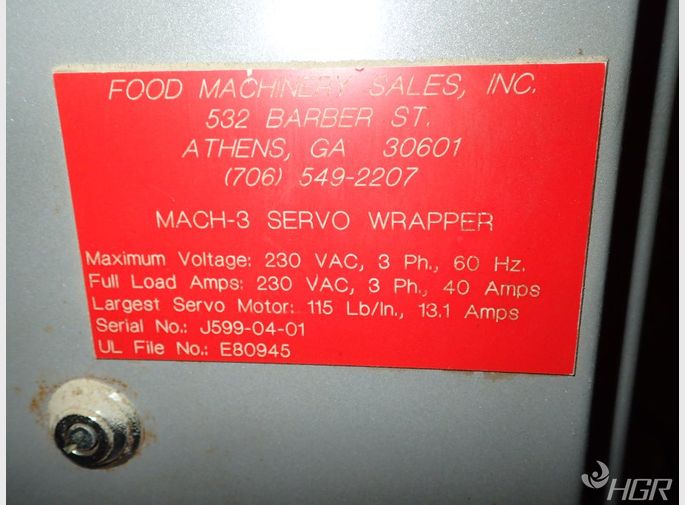 FOOD MACHINERY SALES, INC.
532 BARBER ST.
ATHENS, GA 30601
(706) 549-2207
MACH-3 SERVO WRAPPER
Maximum Voltage: 230 VAC, 3 Ph., 60 Hz.
Full Load Amps: 230 VAC, 3 Ph., 40 Amps
Largest Servo Motor: 115 Lb/In., 13.1 Amps
Serial No.: J599-04-01
UL File No.: E80945
HGR